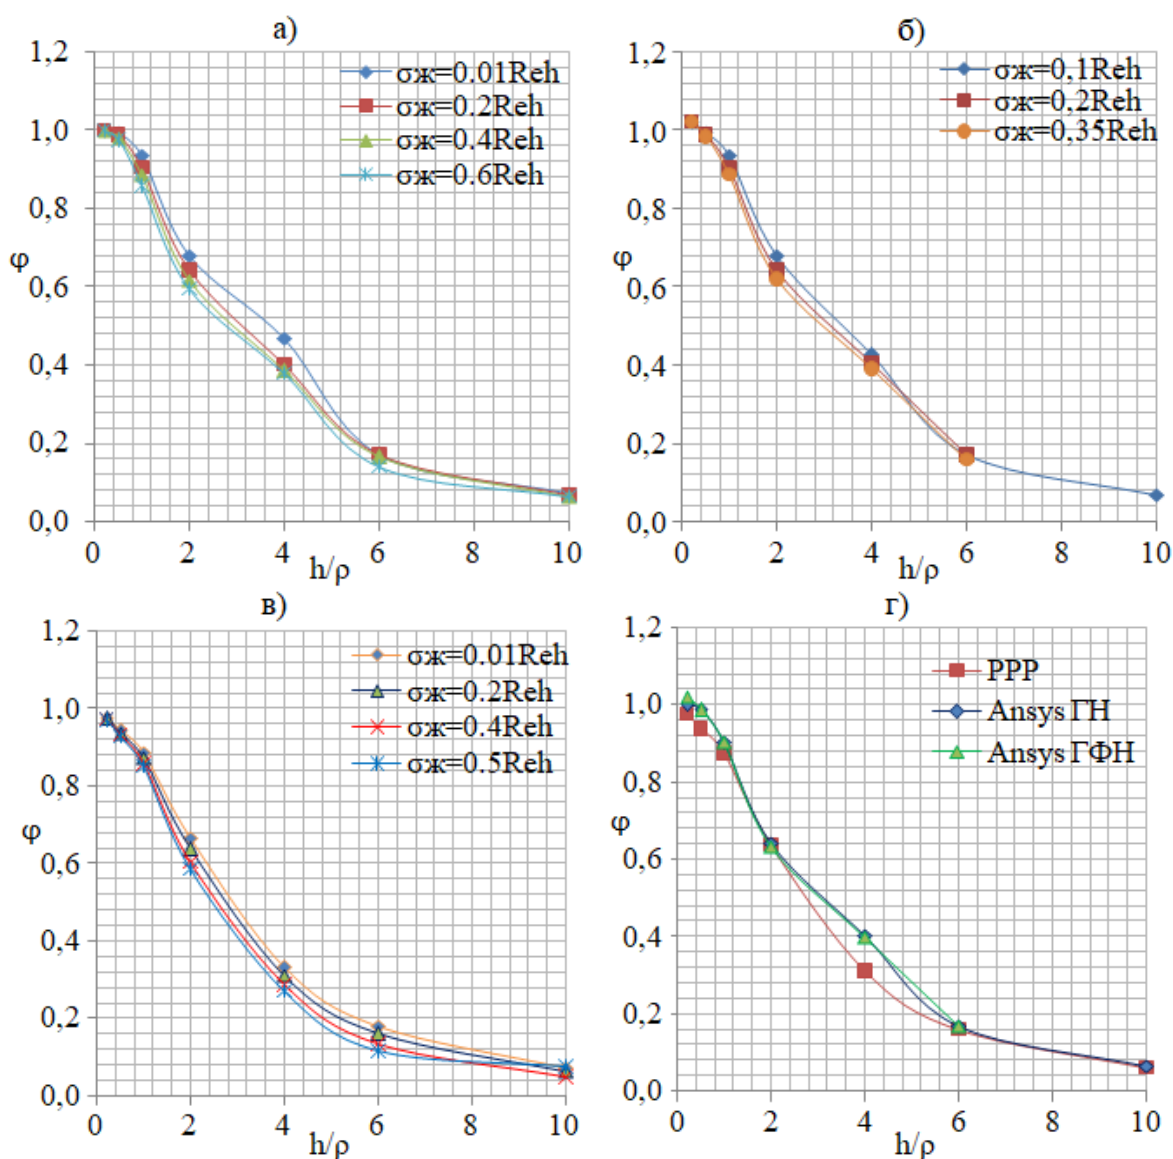 а)
1,2
1,0
0,8
0,6
0,4
0,2
0,0
φ
σж=0.01Reh
σж=0.2Reh
σж=0.4Reh
σж=0.6Reh
0 2 4 6 8 10
h/ρ
б)
1,2
1,0
0,8
0,6
0,4
0,2
0,0
φ
σж=0,1Reh
σж=0,2Reh
σж=0,35Reh
0 2 4 6 8 10
h/ρ
в)
1,2
1,0
0,8
0,6
0,4
0,2
0,0
φ
σж=0.01Reh
σж=0.2Reh
σж=0.4Reh
σж=0.5Reh
0 2 4 6 8 10
h/ρ
г)
1,2
1,0
0,8
0,6
0,4
0,2
0,0
φ
РРР
Ansys ГН
Ansys ГФН
0 2 4 6 8 10
h/ρ